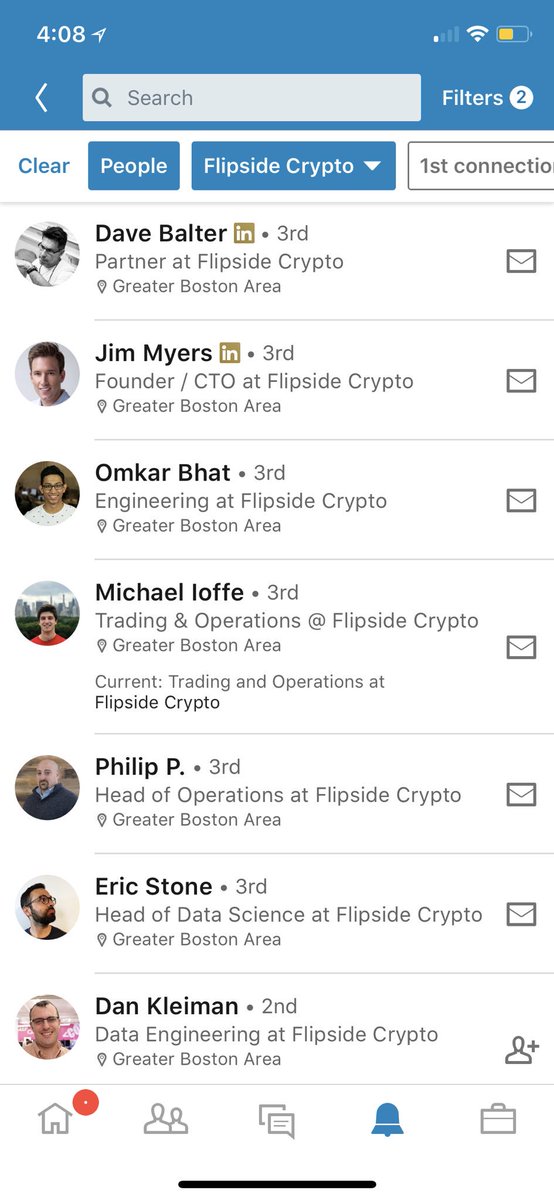 4:08
Search
Filters 2
Clear
People
Flipside Crypto
1st connectio
Dave Balter in • 3rd
Partner at Flipside Crypto
Greater Boston Area
Jim Myers in • 3rd
Founder / CTO at Flipside Crypto
Greater Boston Area
Omkar Bhat • 3rd
Engineering at Flipside Crypto
Greater Boston Area
Michael Ioffe • 3rd
Trading & Operations @ Flipside Crypto
Greater Boston Area
Current: Trading and Operations at
Flipside Crypto
Philip P. • 3rd
Head of Operations at Flipside Crypto
Greater Boston Area
Eric Stone • 3rd
Head of Data Science at Flipside Crypto
Greater Boston Area
Dan Kleiman • 2nd
Data Engineering at Flipside Crypto
Greater Boston Area